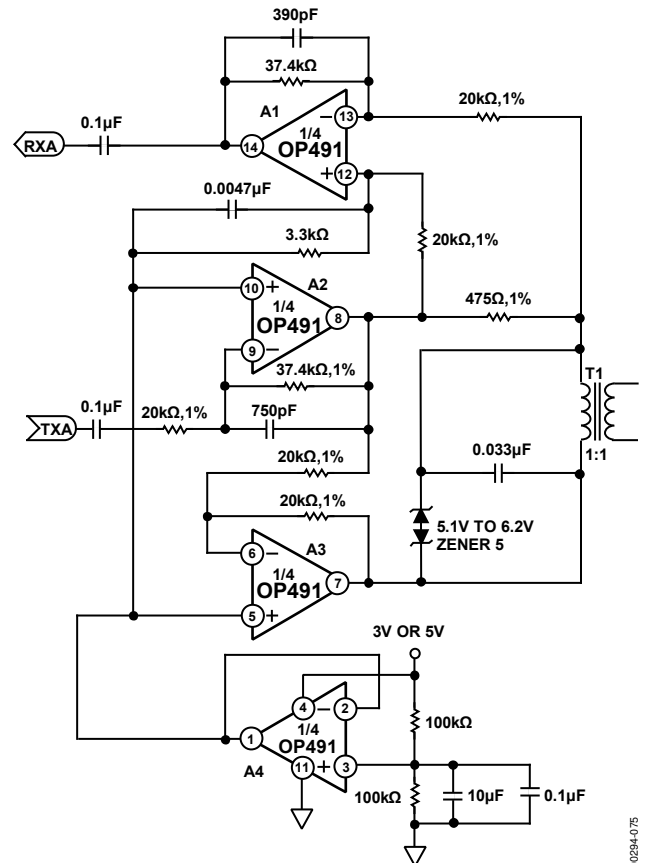 390pF
37.4kΩ
A1
20kΩ,1%
0.1µF
– 13
1/4
OP491
14
RXA
+ 12
0.0047µF
20kΩ,1%
3.3kΩ
A2
10 +
475Ω,1%
1/4
OP491
8
9 –
T1
37.4kΩ,1%
0.1µF
20kΩ,1%
750pF
TXA
0.033µF
1:1
20kΩ,1%
20kΩ,1%
5.1V TO 6.2V
ZENER 5
A3
6 –
1/4
OP491
7
5 +
3V OR 5V
4 – 2
100kΩ
1/4
OP491
1
11 + 3
A4
100kΩ
10µF
0.1µF